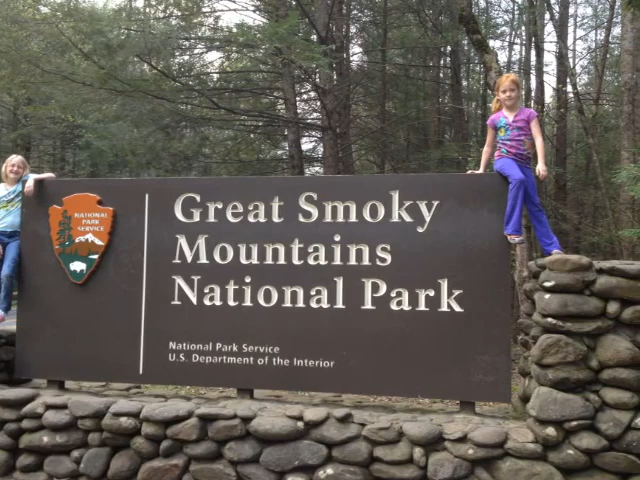 NATIONAL
PARK
SERVICE
Great Smoky
Mountains
National Park
National Park Service
U.S. Department of the Interior